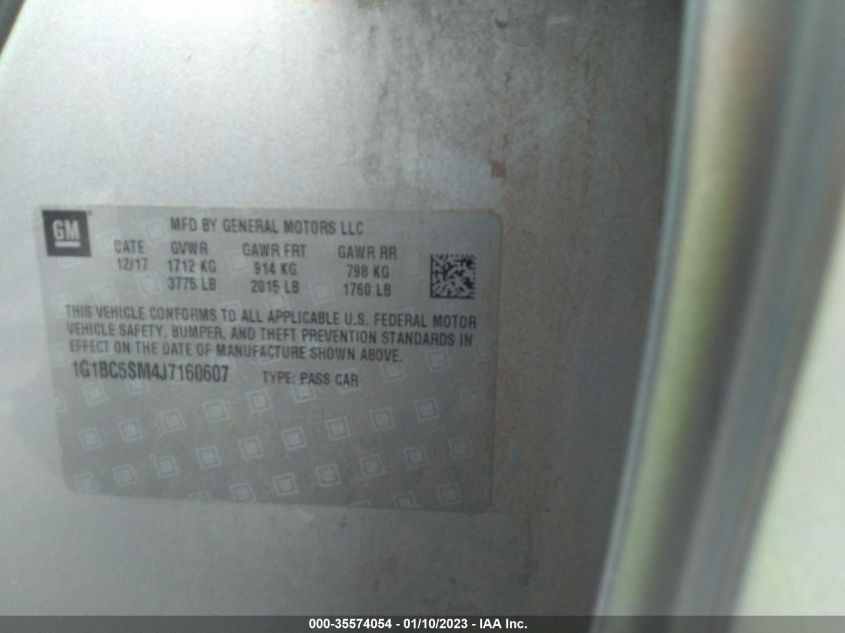 GM
MFD BY GENERAL MOTORS LLC
DATE GVWR GAWR FRT GAWR RR
12/17 1712 KG 914 KG 798 KG
3775 LB 2015 LB 1760 LB
THIS VEHICLE CONFORMS TO ALL APPLICABLE U.S. FEDERAL MOTOR
VEHICLE SAFETY, BUMPER, AND THEFT PREVENTION STANDARDS IN
EFFECT ON THE DATE OF MANUFACTURE SHOWN ABOVE.
1G1BC5SM4J7160607 TYPE: PASS CAR
000-35574054 - 01/10/2023 - IAA Inc.